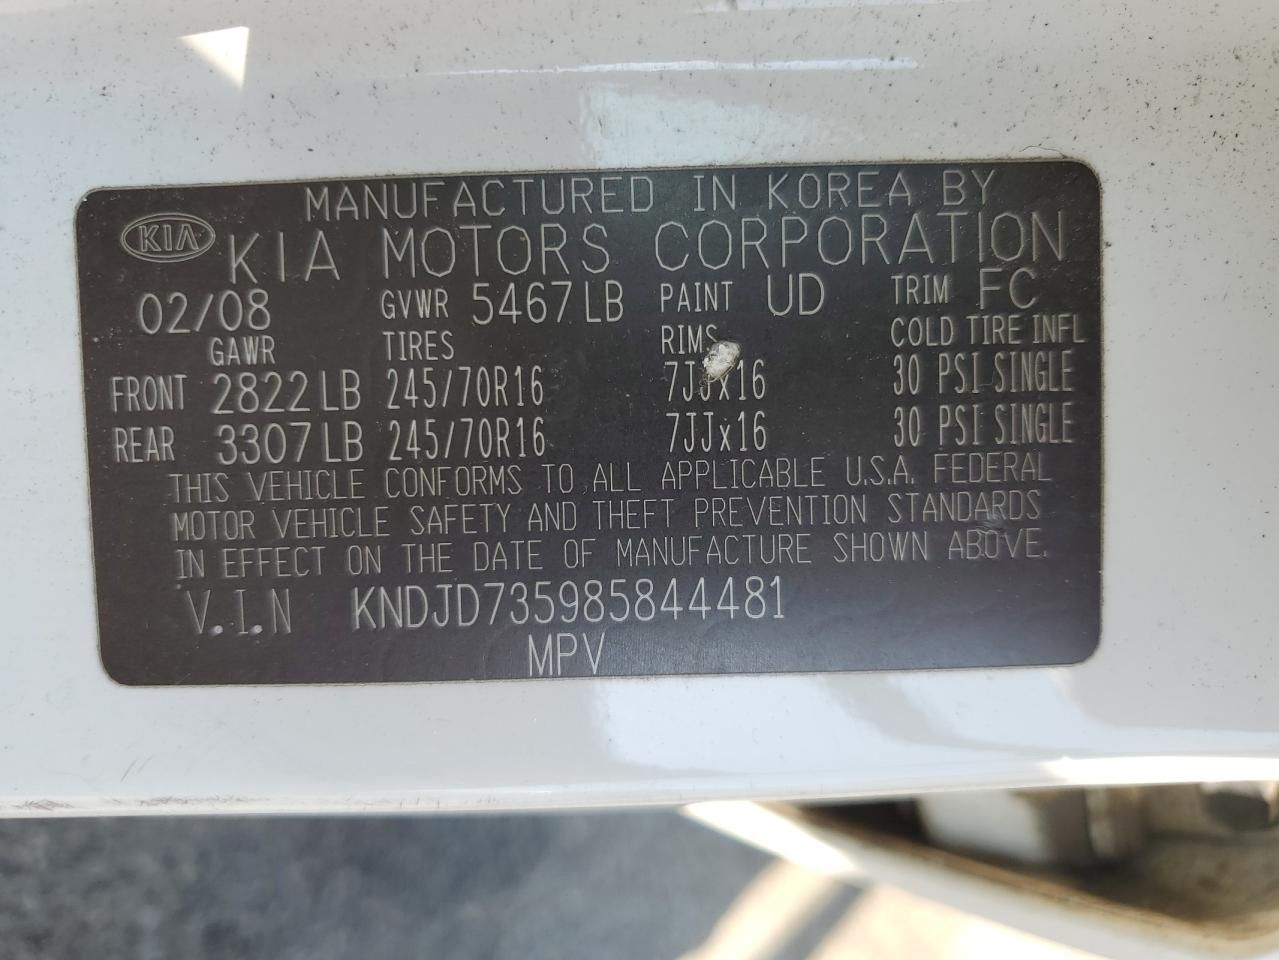 MANUFACTURED IN KOREA BY
KIA KIA MOTORS CORPORATION
02/08 GVWR 5467LB PAINT UD TRIM FC
GAWR TIRES RIMS COLD TIRE INFL
FRONT 2822LB 245/70R16 7JJx16 30 PSI SINGLE
REAR 3307LB 245/70R16 7JJx16 30 PSI SINGLE
THIS VEHICLE CONFORMS TO ALL APPLICABLE U.S.A. FEDERAL
MOTOR VEHICLE SAFETY AND THEFT PREVENTION STANDARDS
IN EFFECT ON THE DATE OF MANUFACTURE SHOWN ABOVE.
V.I.N KNDJD735985844481
MPV